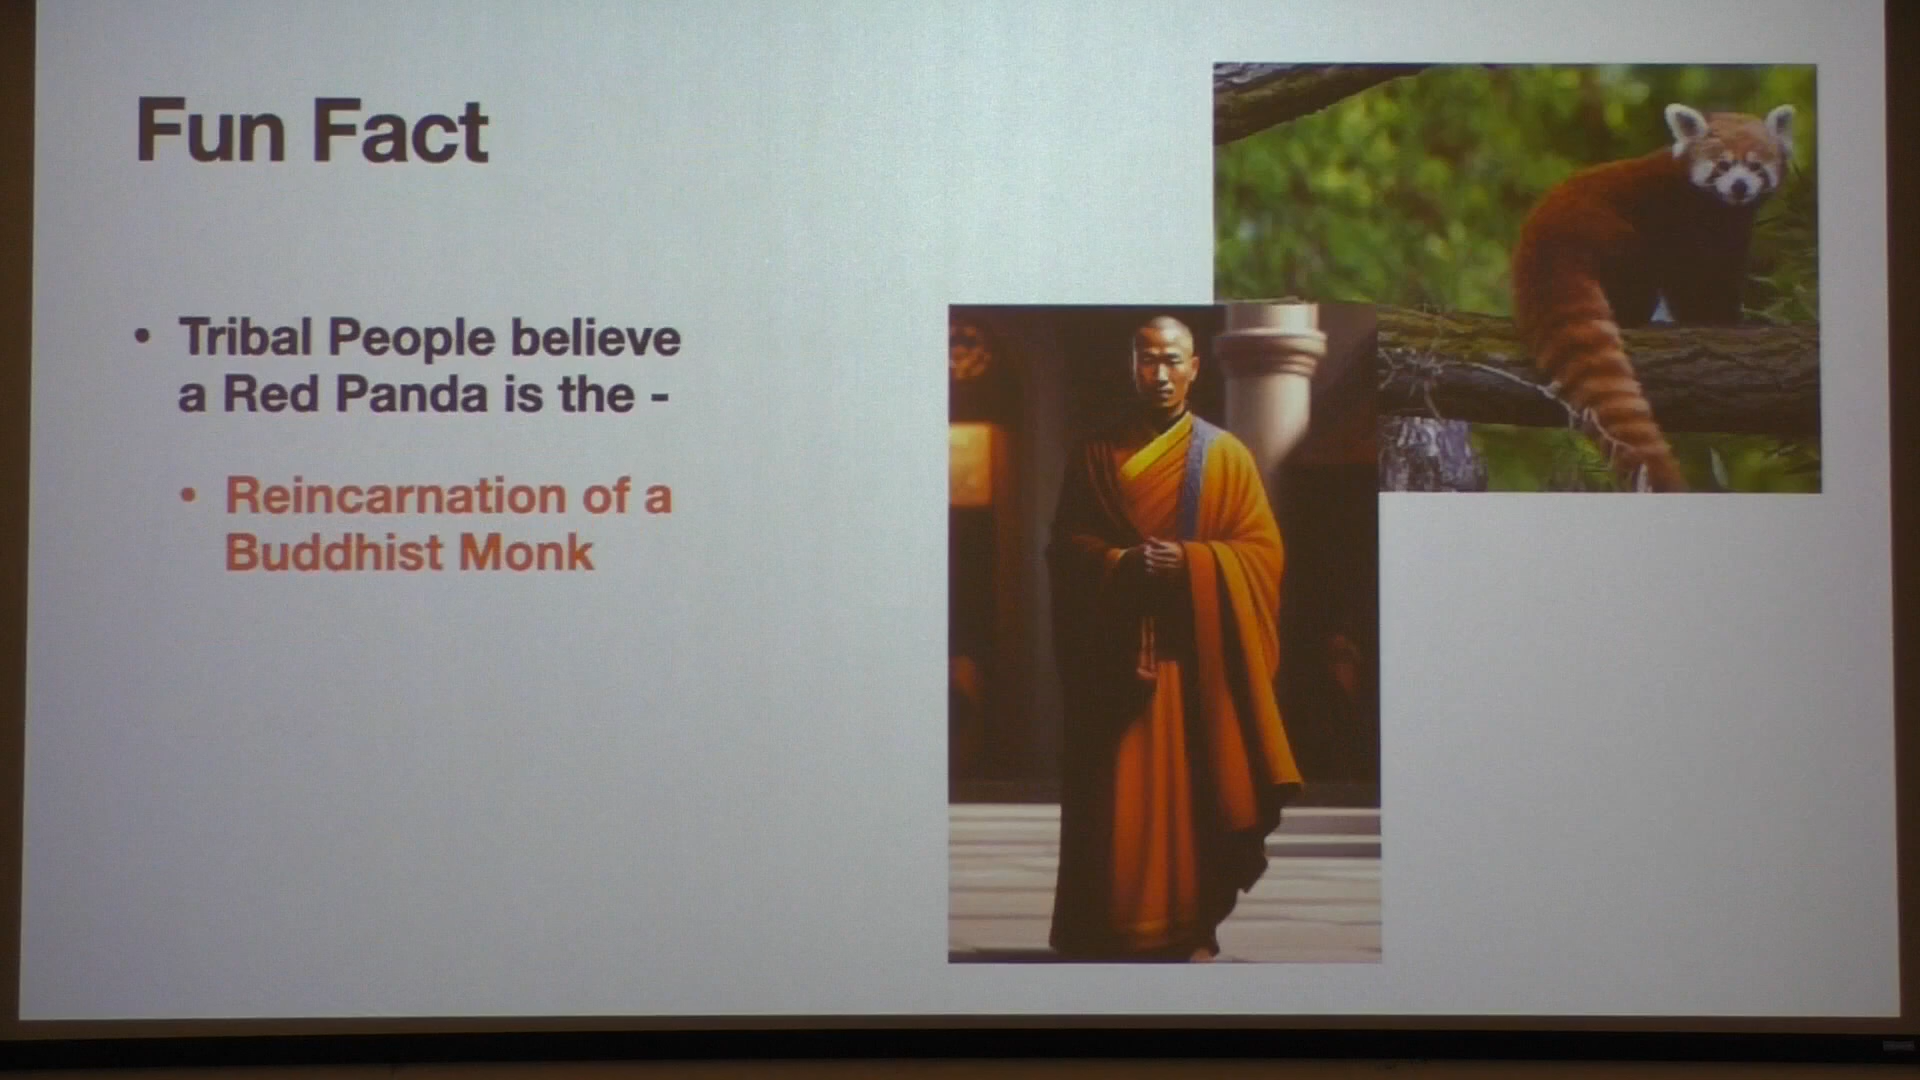 Fun Fact
• Tribal People believe
a Red Panda is the -
• Reincarnation of a
Buddhist Monk